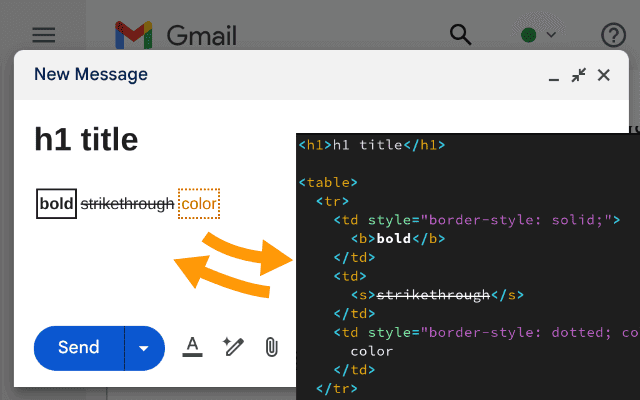 Gmail
New Message
h1 title
bold strikethrough color
Send
A
<h1>h1 title</h1>
<table>
<tr>
<td style="border-style: solid;">
<b>bold</b>
</td>
<td>
<s>strikethrough</s>
</td>
<td style="border-style: dotted; co
color
</td>
</tr>